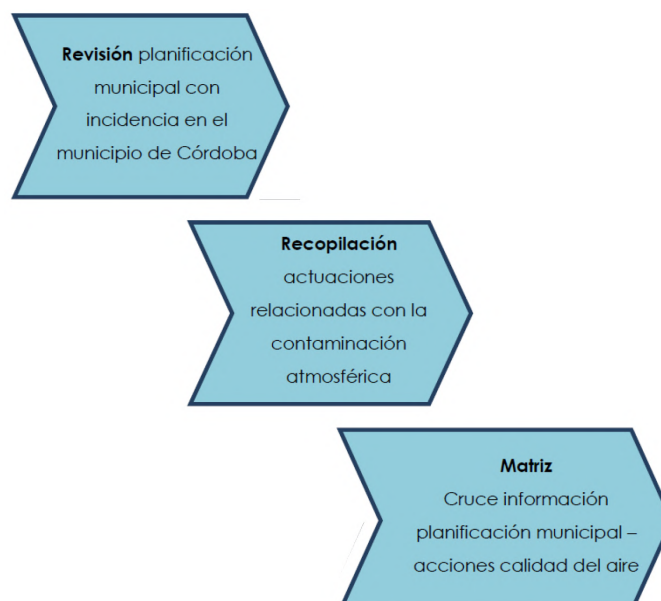 Revisión planificación
municipal con
incidencia en el
municipio de Córdoba
Recopilación
actuaciones
relacionadas con la
contaminación
atmosférica
Matriz
Cruce información
planificación municipal –
acciones calidad del aire